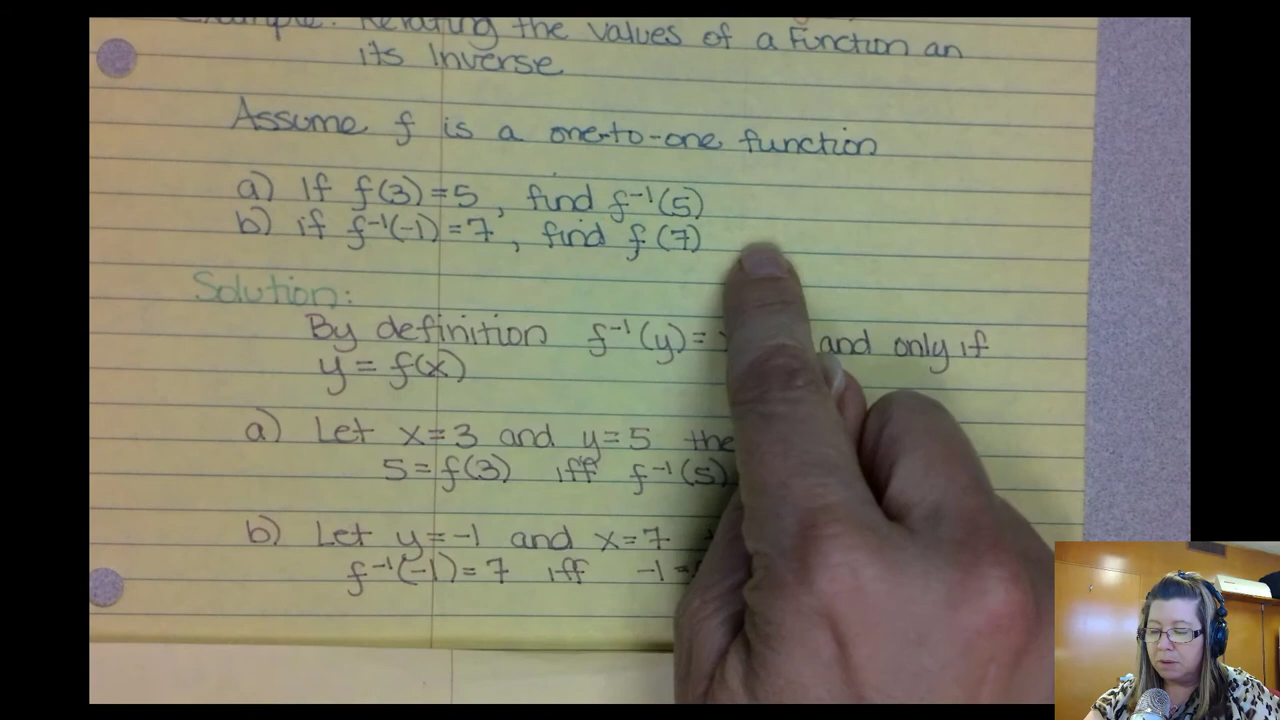 Example: Relating the values of a Function an
its Inverse
Assume f is a one-to-one function
a) If f(3)=5, find f⁻¹(5)
b) if f⁻¹(-1)=7, find f(7)
Solution:
By definition f⁻¹(y)= and only if
y = f(x)
a) Let x=3 and y=5
5=f(3) iff f⁻¹(5)
b) Let y=-1 and x=7
f⁻¹(-1)=7 iff -1=